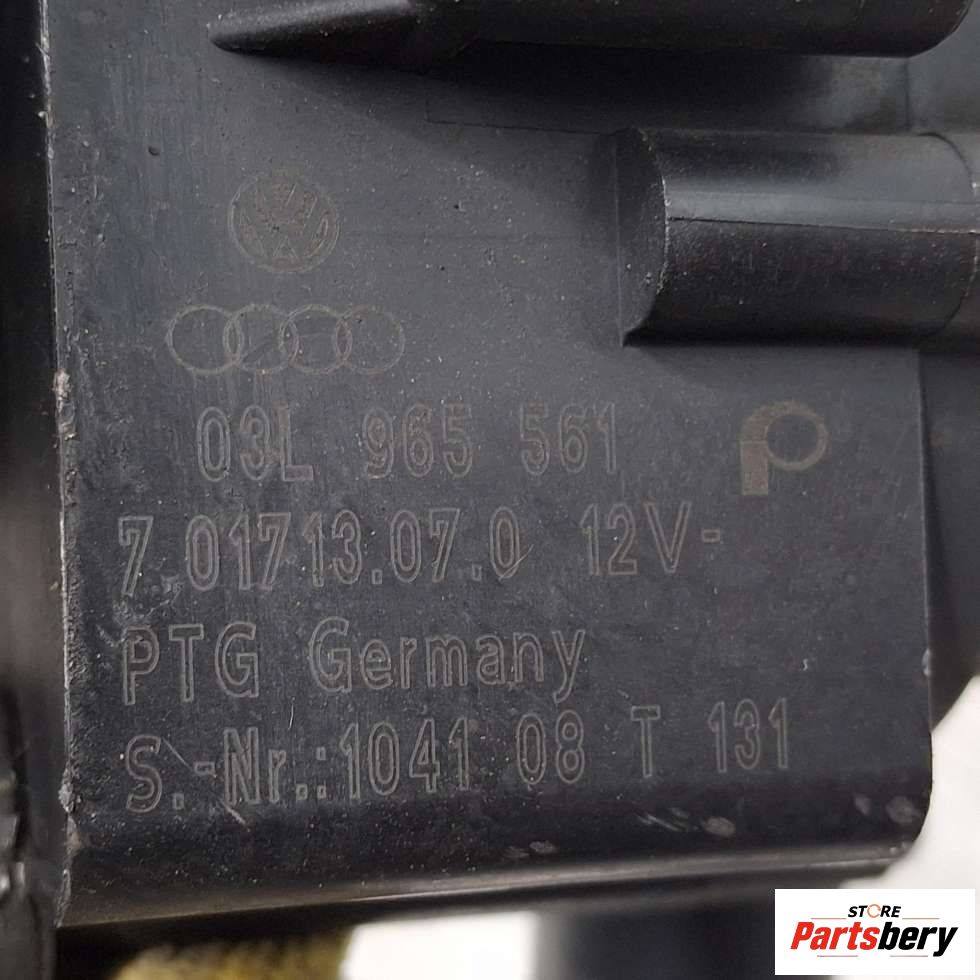 03L 965 561
7.01713.07.0 12V-
PTG Germany
S.-Nr.:1041 08 T 131
STORE
Partsbery